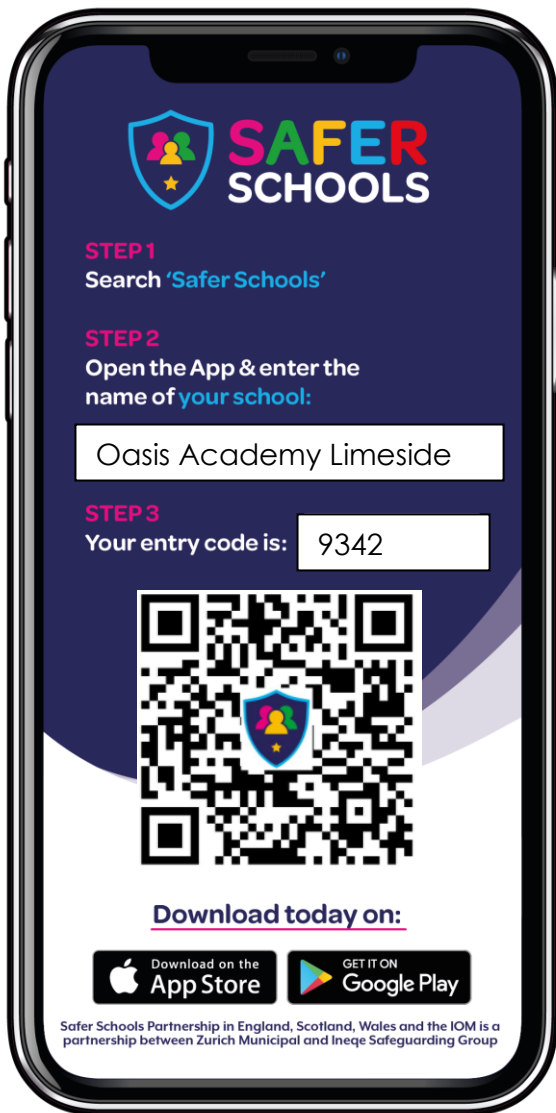 SAFER
SCHOOLS
STEP 1
Search ‘Safer Schools’
STEP 2
Open the App & enter the
name of your school:
Oasis Academy Limeside
STEP 3
Your entry code is: 9342
Download today on:
Download on the
App Store
GET IT ON
Google Play
Safer Schools Partnership in England, Scotland, Wales and the IOM is a
partnership between Zurich Municipal and Ineqe Safeguarding Group